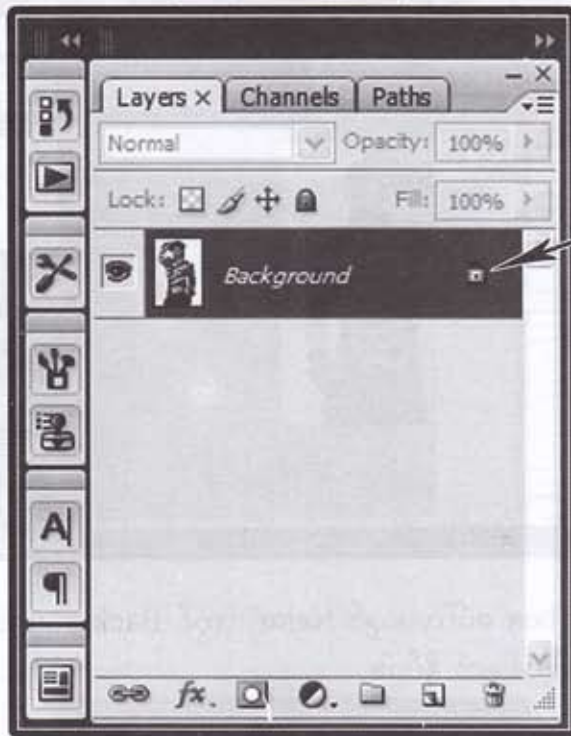 Layers × Channels Paths
Normal Opacity: 100%
Lock: Fill: 100%
Background
A
¶
fx.